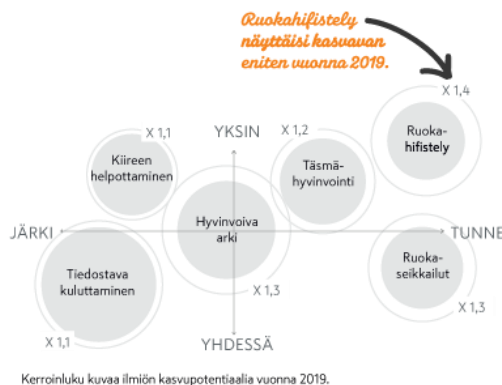 Ruokahifistely
näyttäisi kasvavan
eniten vuonna 2019.
X 1,4
X 1,1
YKSIN
X 1,2
Ruoka-
hifistely
Kiireen
helpottaminen
Täsmä-
hyvinvointi
Hyvinvoiva
arki
JÄRKI
TUNNE
Tiedostava
kuluttaminen
Ruoka-
seikkailut
X 1,3
X 1,3
X 1,1
YHDESSÄ
Kerroinluku kuvaa ilmiön kasvupotentiaalia vuonna 2019.